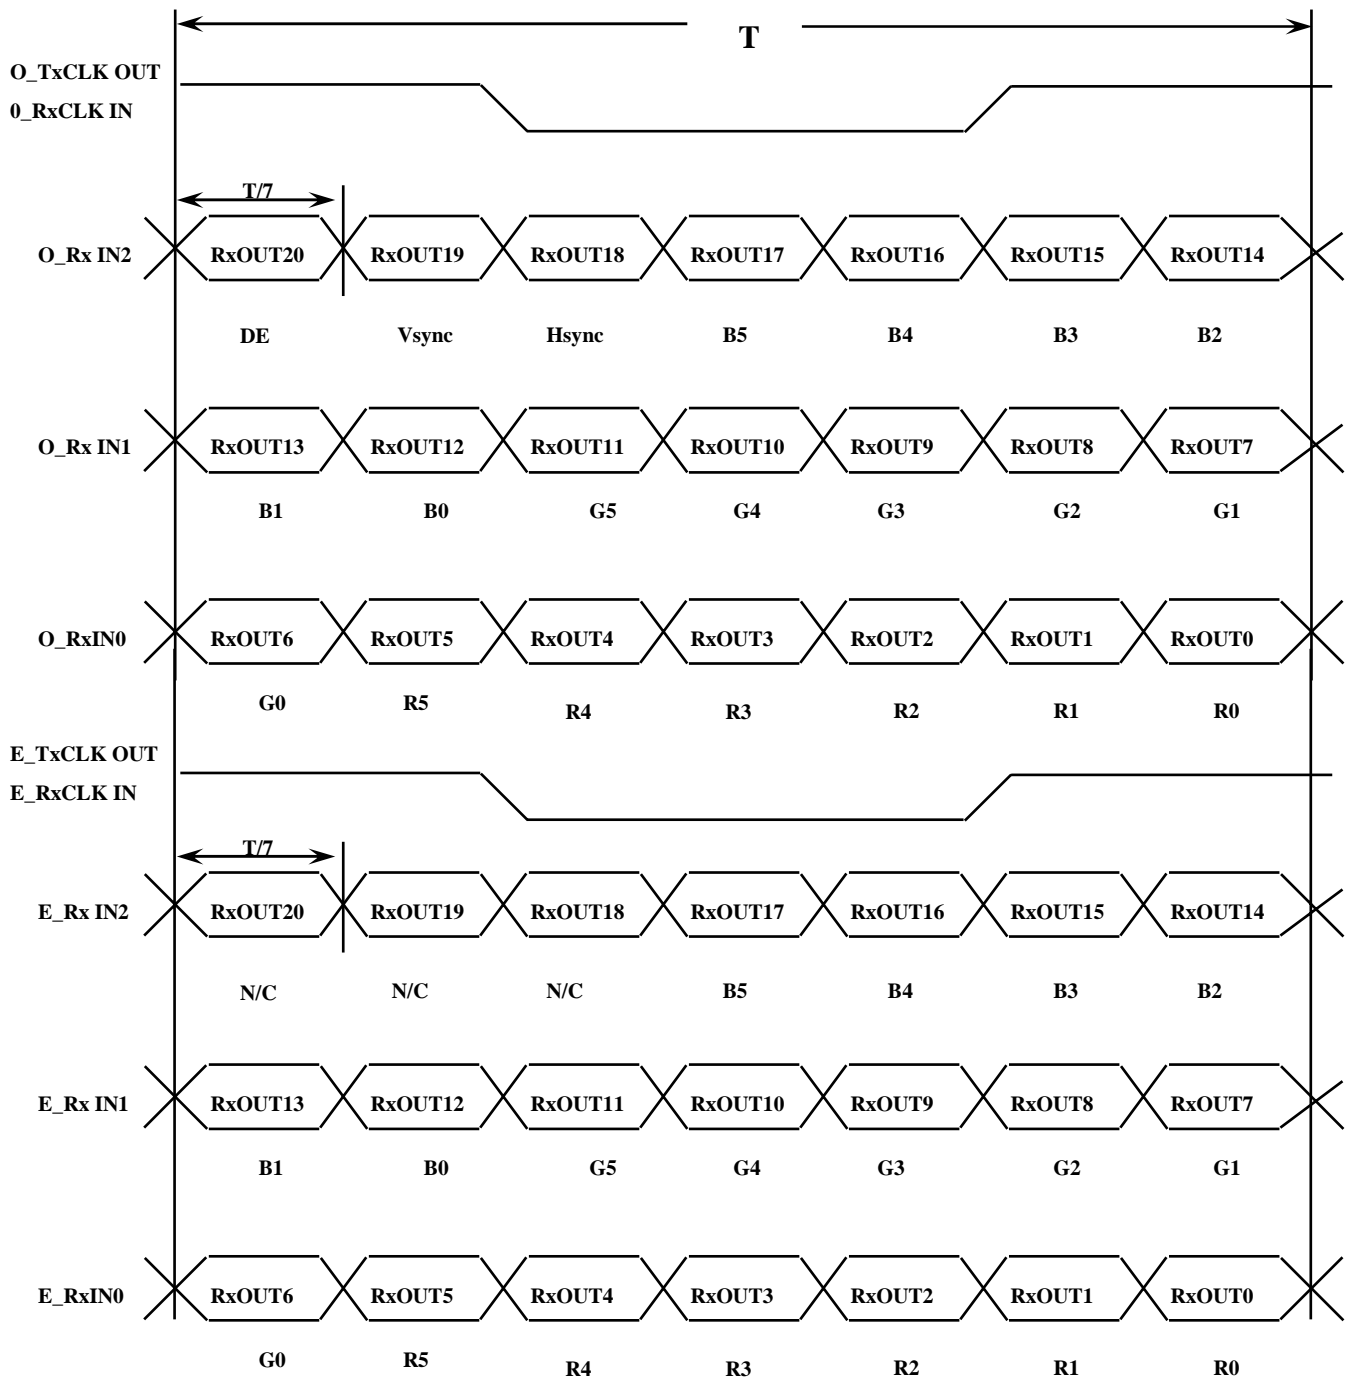 T
O_TxCLK OUT
0_RxCLK IN
T/7
O_Rx IN2 RxOUT20 RxOUT19 RxOUT18 RxOUT17 RxOUT16 RxOUT15 RxOUT14
DE Vsync Hsync B5 B4 B3 B2
O_Rx IN1 RxOUT13 RxOUT12 RxOUT11 RxOUT10 RxOUT9 RxOUT8 RxOUT7
B1 B0 G5 G4 G3 G2 G1
O_RxIN0 RxOUT6 RxOUT5 RxOUT4 RxOUT3 RxOUT2 RxOUT1 RxOUT0
G0 R5 R4 R3 R2 R1 R0
E_TxCLK OUT
E_RxCLK IN
T/7
E_Rx IN2 RxOUT20 RxOUT19 RxOUT18 RxOUT17 RxOUT16 RxOUT15 RxOUT14
N/C N/C N/C B5 B4 B3 B2
E_Rx IN1 RxOUT13 RxOUT12 RxOUT11 RxOUT10 RxOUT9 RxOUT8 RxOUT7
B1 B0 G5 G4 G3 G2 G1
E_RxIN0 RxOUT6 RxOUT5 RxOUT4 RxOUT3 RxOUT2 RxOUT1 RxOUT0
G0 R5 R4 R3 R2 R1 R0